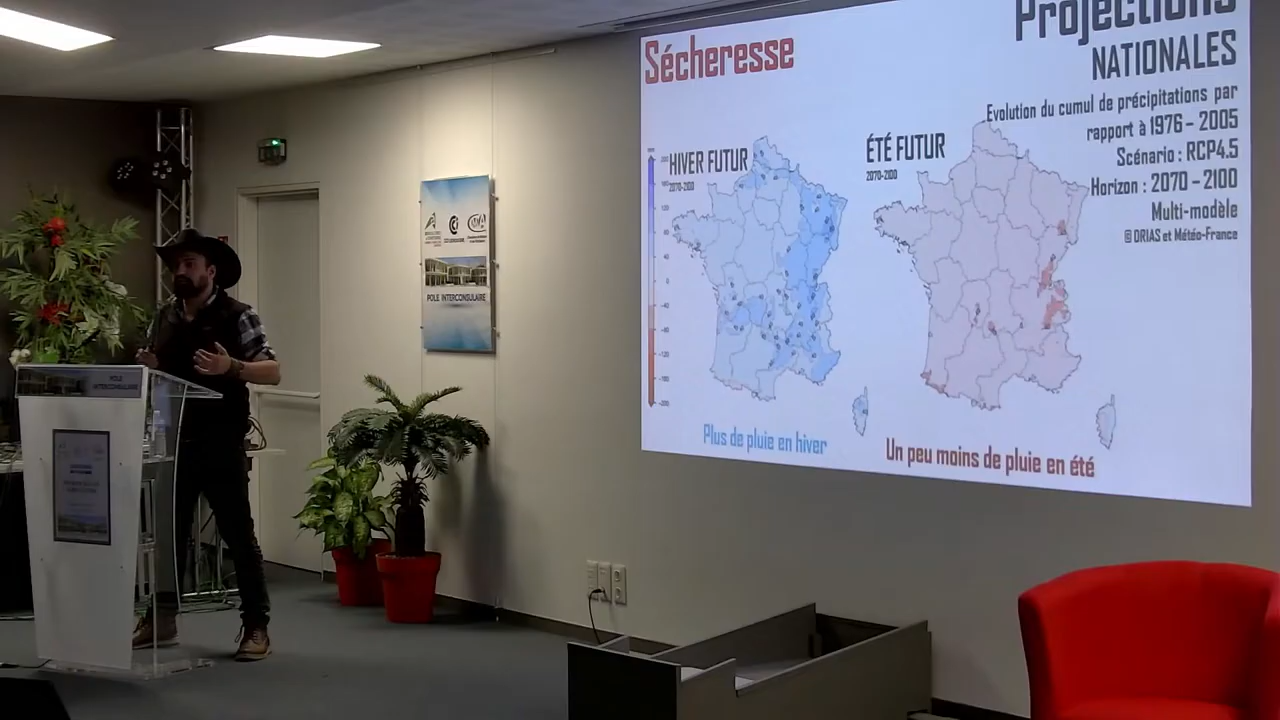 Projections
NATIONALES
Sécheresse
Evolution du cumul de précipitations par
rapport à 1976 - 2005
Scénario : RCP4.5
Horizon : 2070 - 2100
Multi-modèle
© DRIAS et Météo-France
HIVER FUTUR
2070-2100
ÉTÉ FUTUR
2070-2100
Plus de pluie en hiver
Un peu moins de pluie en été
POLE INTERCONSULAIRE
POLE
INTERCONSULAIRE